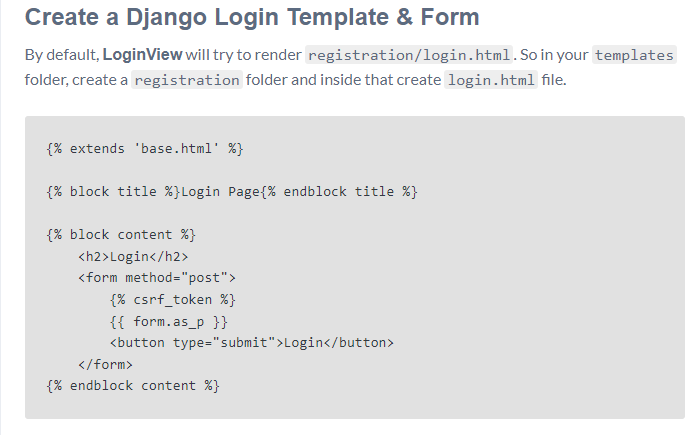 Create a Django Login Template & Form
By default, LoginView will try to render registration/login.html. So in your templates
folder, create a registration folder and inside that create login.html file.
{% extends 'base.html' %}
{% block title %}Login Page{% endblock title %}
{% block content %}
    <h2>Login</h2>
    <form method="post">
        {% csrf_token %}
        {{ form.as_p }}
        <button type="submit">Login</button>
    </form>
{% endblock content %}